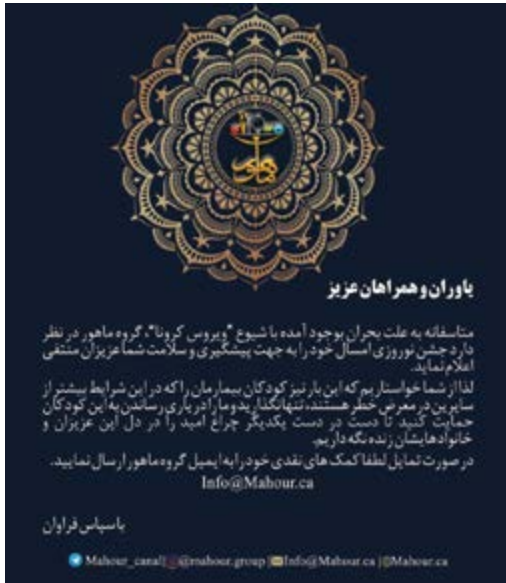 ماهور
یاوران و همراهان عزیز
متاسفانه به علت بحران بوجود آمده با شیوع "ویروس کرونا"، گروه ماهور در نظر
دارد جشن نوروزی امسال خود را به جهت پیشگیری و سلامت شما عزیزان منتفی
اعلام نماید.
لذا از شما خواستاریم که این بار نیز کودکان بیمارمان را که در این شرایط بیشتر از
سایرین در معرض خطر هستند، تنها نگذارید و ما را در یاری رساندن به این کودکان
حمایت کنید تا دست در دست یکدیگر چراغ امید را در دل این عزیزان و
خانوادهایشان زنده نگه داریم.
در صورت تمایل لطفا کمک های نقدی خود را به ایمیل گروه ماهور ارسال نمایید.
Info@Mahour.ca
با سپاس فراوان
Mahour_canal| @mahour.group | Info@Mahour.ca | Mahour.ca